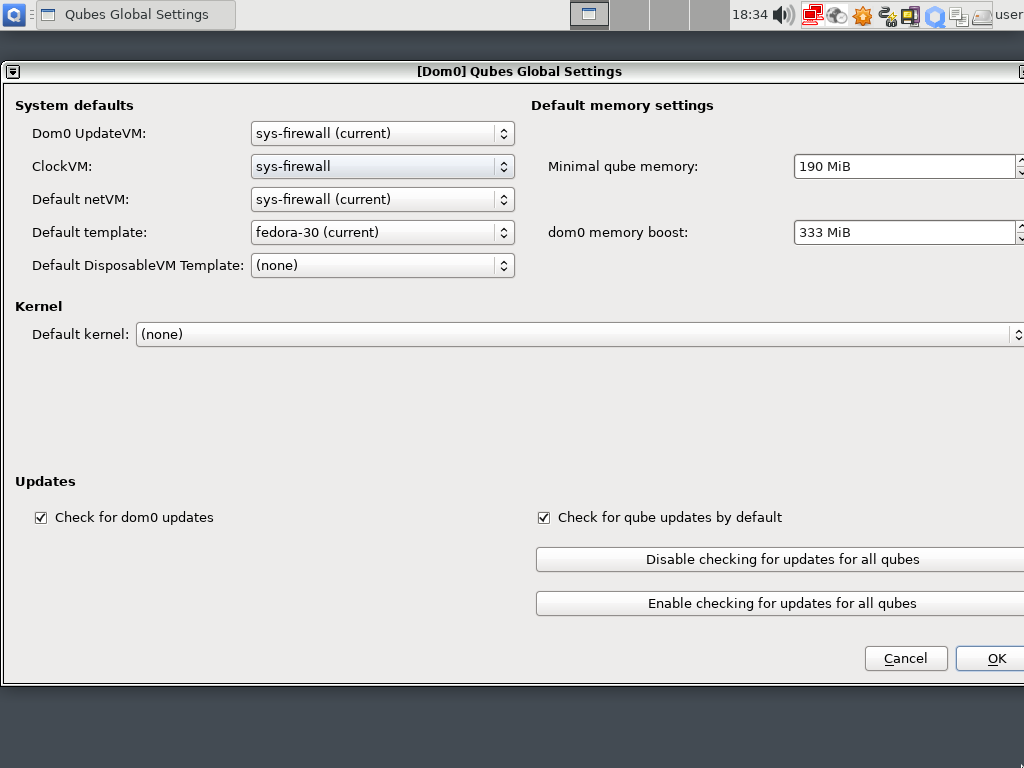 Qubes Global Settings
18:34
user
[Dom0] Qubes Global Settings
System defaults
Dom0 UpdateVM: sys-firewall (current)
ClockVM: sys-firewall
Default netVM: sys-firewall (current)
Default template: fedora-30 (current)
Default DisposableVM Template: (none)
Default memory settings
Minimal qube memory: 190 MiB
dom0 memory boost: 333 MiB
Kernel
Default kernel: (none)
Updates
Check for dom0 updates
Check for qube updates by default
Disable checking for updates for all qubes
Enable checking for updates for all qubes
Cancel
OK